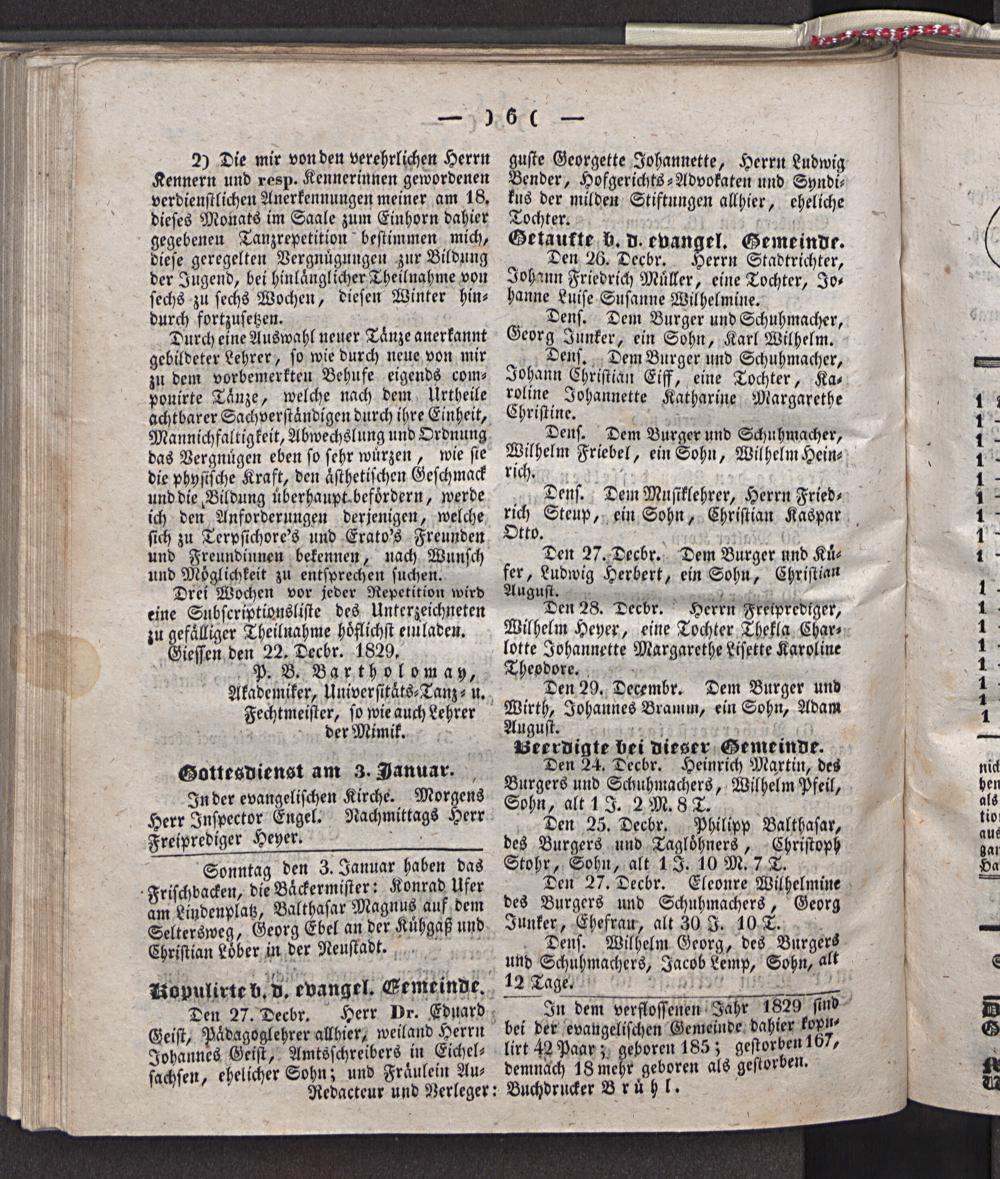 — ) 6 ( —
2) Die mir von den verehrlichen Herrn
Kennern und resp. Kennerinnen gewordenen
verdienstlichen Anerkennungen meiner am 18.
dieses Monats im Saale zum Einhorn dahier
gegebenen Tanzrepetition bestimmen mich,
diese geregelten Vergnügungen zur Bildung
der Jugend, bei hinlänglicher Theilnahme von
sechs zu sechs Wochen, diesen Winter hin-
durch fortzusetzen.
Durch eine Auswahl neuer Tänze anerkannt
gebildeter Lehrer, so wie durch neue von mir
zu dem vorbemerkten Behufe eigends com-
ponirte Tänze, welche nach dem Urtheile
achtbarer Sachverständigen durch ihre Einheit,
Mannichfaltigkeit, Abwechslung und Ordnung
das Vergnügen eben so sehr würzen, wie sie
die physische Kraft, den ästhetischen Geschmack
und die Bildung überhaupt befördern, werde
ich den Anforderungen derjenigen, welche
sich zu Terpsichore's und Erato's Freunden
und Freundinnen bekennen, nach Wunsch
und Möglichkeit zu entsprechen suchen.
Drei Wochen vor jeder Repetition wird
eine Subscriptionsliste des Unterzeichneten
zu gefälliger Theilnahme höflichst einladen.
Giessen den 22. Decbr. 1829.
P. B. Bartholomay,
Akademiker, Universitäts-Tanz- u.
Fechtmeister, so wie auch Lehrer
der Mimik.
Gottesdienst am 3. Januar.
In der evangelischen Kirche. Morgens
Herr Inspector Engel. Nachmittags Herr
Freiprediger Heyer.
Sonntag den 3. Januar haben das
Frischbacken, die Bäckermister: Konrad Ufer
am Lindenplatz, Balthasar Magnus auf dem
Seltersweg, Georg Ebel an der Kühgaß und
Christian Löber in der Neustadt.
Kopulirte b. d. evangel. Gemeinde.
Den 27. Decbr. Herr Dr. Eduard
Geist, Pädagoglehrer allhier, weiland Herrn
Johannes Geist, Amtsschreibers in Eichel-
sachsen, ehelicher Sohn; und Fräulein Au-
guste Georgette Johannette, Herrn Ludwig
Bender, Hofgerichts-Advokaten und Syndi-
kus der milden Stiftungen allhier, eheliche
Tochter.
Getaufte b. d. evangel. Gemeinde.
Den 26. Decbr. Herrn Stadtrichter,
Johann Friedrich Müller, eine Tochter, Jo-
hanne Luise Susanne Wilhelmine.
Dens. Dem Burger und Schuhmacher,
Georg Junker, ein Sohn, Karl Wilhelm.
Dens. Dem Burger und Schuhmacher,
Johann Christian Eiff, eine Tochter, Ka-
roline Johannette Katharine Margarethe
Christine.
Dens. Dem Burger und Schuhmacher,
Wilhelm Friebel, ein Sohn, Wilhelm Hein-
rich.
Dens. Dem Musiklehrer, Herrn Fried-
rich Steup, ein Sohn, Christian Kaspar
Otto.
Den 27. Decbr. Dem Burger und Kü-
fer, Ludwig Herbert, ein Sohn, Christian
August.
Den 28. Decbr. Herrn Freiprediger,
Wilhelm Heyer, eine Tochter Thekla Char-
lotte Johannette Margarethe Lisette Karoline
Theodore.
Den 29. Decembr. Dem Burger und
Wirth, Johannes Bramm, ein Sohn, Adam
August.
Beerdigte bei dieser Gemeinde.
Den 24. Decbr. Heinrich Martin, des
Burgers und Schuhmachers, Wilhelm Pfeil,
Sohn, alt 1 J. 2 M. 8 T.
Den 25. Decbr. Philipp Balthasar,
des Burgers und Taglöhners, Christoph
Stohr, Sohn, alt 1 J. 10 M. 7 T.
Den 27. Decbr. Eleonre Wilhelmine
des Burgers und Schuhmachers, Georg
Junker, Ehefrau, alt 30 J. 10 T.
Dens. Wilhelm Georg, des Burgers
und Schuhmachers, Jacob Lemp, Sohn, alt
12 Tage.
In dem verflossenen Jahr 1829 sind
bei der evangelischen Gemeinde dahier kopu-
lirt 42 Paar; geboren 185; gestorben 167,
demnach 18 mehr geboren als gestorben.
Redacteur und Verleger: Buchdrucker Brühl.